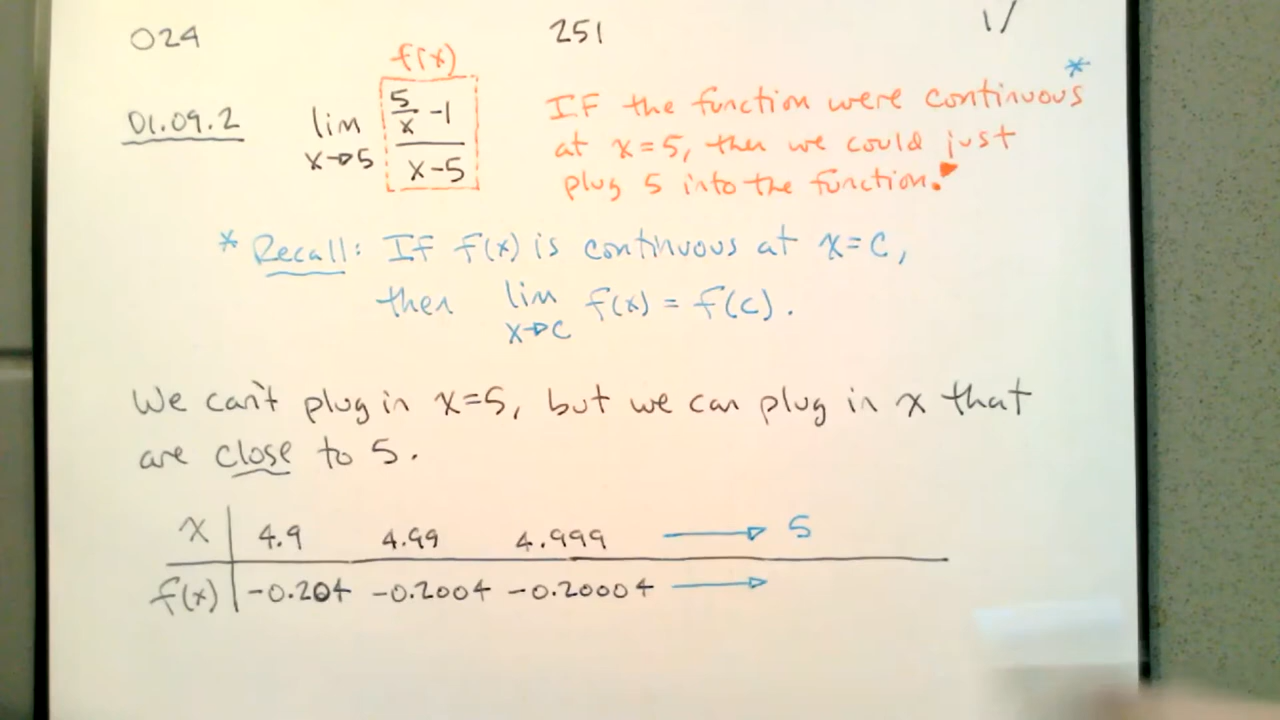 024 251 1/
f(x)
01.09.2 lim x→5 (5/x - 1)/(x-5)
IF the function were continuous *
at x=5, then we could just
plug 5 into the function.
* Recall: IF f(x) is continuous at x=c,
then lim x→c f(x) = f(c).
We can't plug in x=5, but we can plug in x that
are close to 5.
x | 4.9 4.99 4.999 → 5
f(x) | -0.204 -0.2004 -0.20004 →